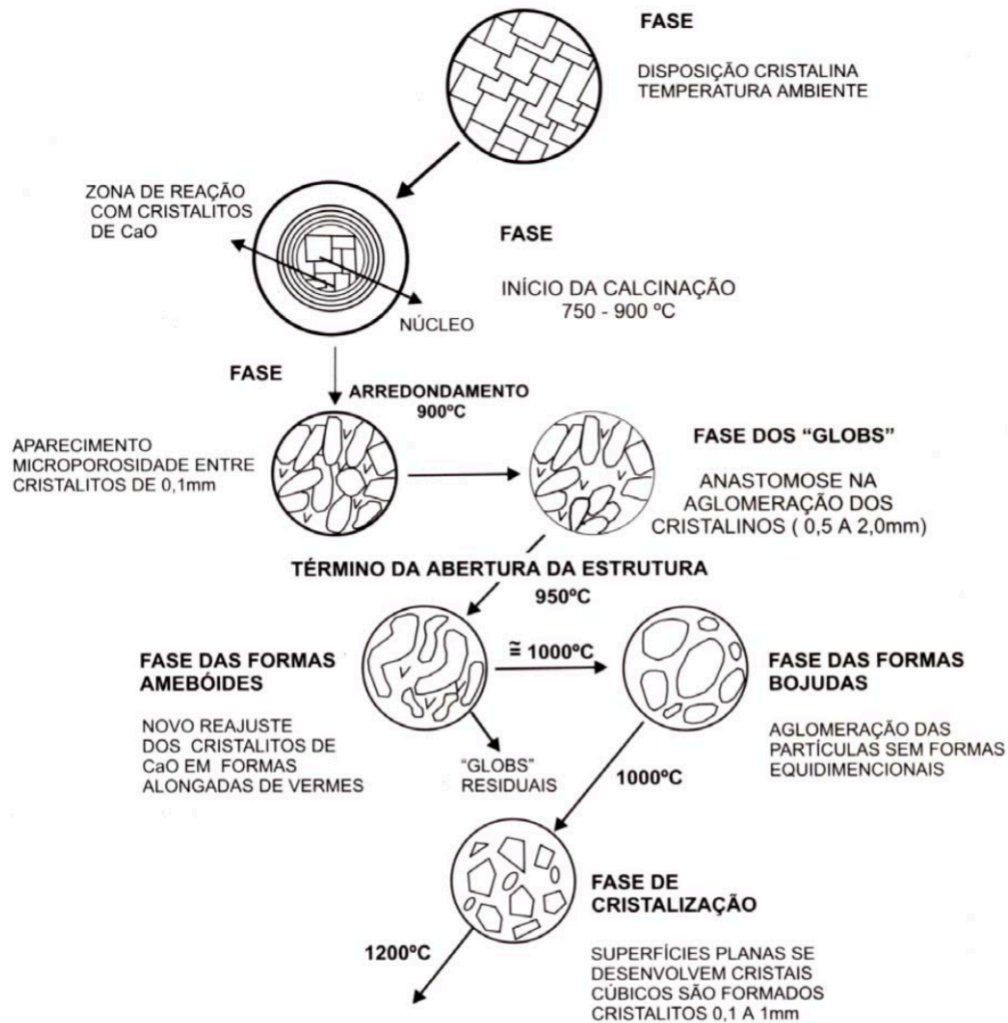 FASE
DISPOSIÇÃO CRISTALINA
TEMPERATURA AMBIENTE
ZONA DE REAÇÃO
COM CRISTALITOS
DE CaO
FASE
INÍCIO DA CALCINAÇÃO
750 - 900 ºC
NÚCLEO
FASE
ARREDONDAMENTO
900ºC
APARECIMENTO
MICROPOROSIDADE ENTRE
CRISTALITOS DE 0,1mm
FASE DOS “GLOBS”
ANASTOMOSE NA
AGLOMERAÇÃO DOS
CRISTALINOS ( 0,5 A 2,0mm)
TÉRMINO DA ABERTURA DA ESTRUTURA
950ºC
FASE DAS FORMAS
AMEBÓIDES
NOVO REAJUSTE
DOS CRISTALITOS DE
CaO EM FORMAS
ALONGADAS DE VERMES
≅ 1000ºC
“GLOBS”
RESIDUAIS
FASE DAS FORMAS
BOJUDAS
AGLOMERAÇÃO DAS
PARTÍCULAS SEM FORMAS
EQUIDIMENCIONAIS
1000ºC
FASE DE
CRISTALIZAÇÃO
SUPERFÍCIES PLANAS SE
DESENVOLVEM CRISTAIS
CÚBICOS SÃO FORMADOS
CRISTALITOS 0,1 A 1mm
1200ºC